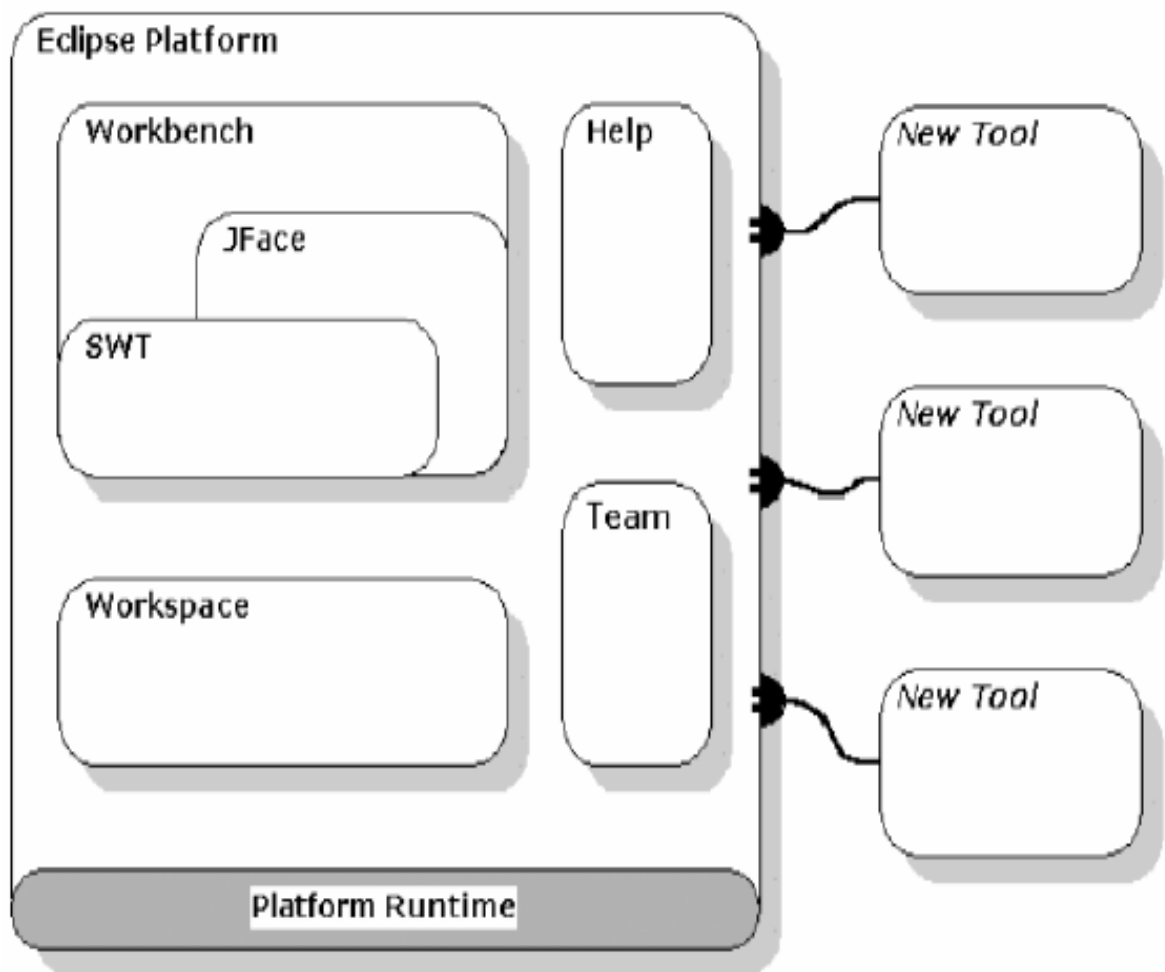 Eclipse Platform
Workbench
Help
New Tool
JFace
SWT
New Tool
Team
Workspace
New Tool
Platform Runtime